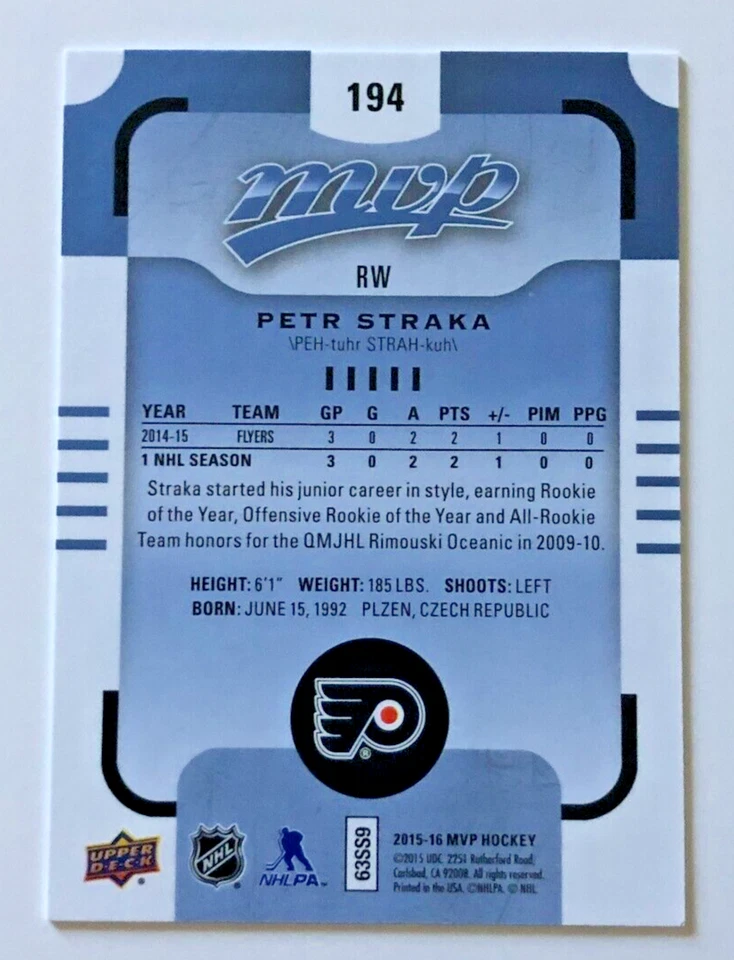 194
mvp
RW
PETR STRAKA
\PEH-tuhr STRAH-kuh\
YEAR TEAM GP G A PTS +/- PIM PPG
2014-15 FLYERS 3 0 2 2 1 0 0
1 NHL SEASON 3 0 2 2 1 0 0
Straka started his junior career in style, earning Rookie
of the Year, Offensive Rookie of the Year and All-Rookie
Team honors for the QMJHL Rimouski Oceanic in 2009-10.
HEIGHT: 6'1" WEIGHT: 185 LBS. SHOOTS: LEFT
BORN: JUNE 15, 1992 PLZEN, CZECH REPUBLIC
®
UPPER DECK®
NHL
NHLPA™
63SS9
2015-16 MVP HOCKEY
©2015 UDC. 2251 Rutherford Road,
Carlsbad, CA 92008. All rights reserved.
Printed in the USA. ©NHLPA. © NHL